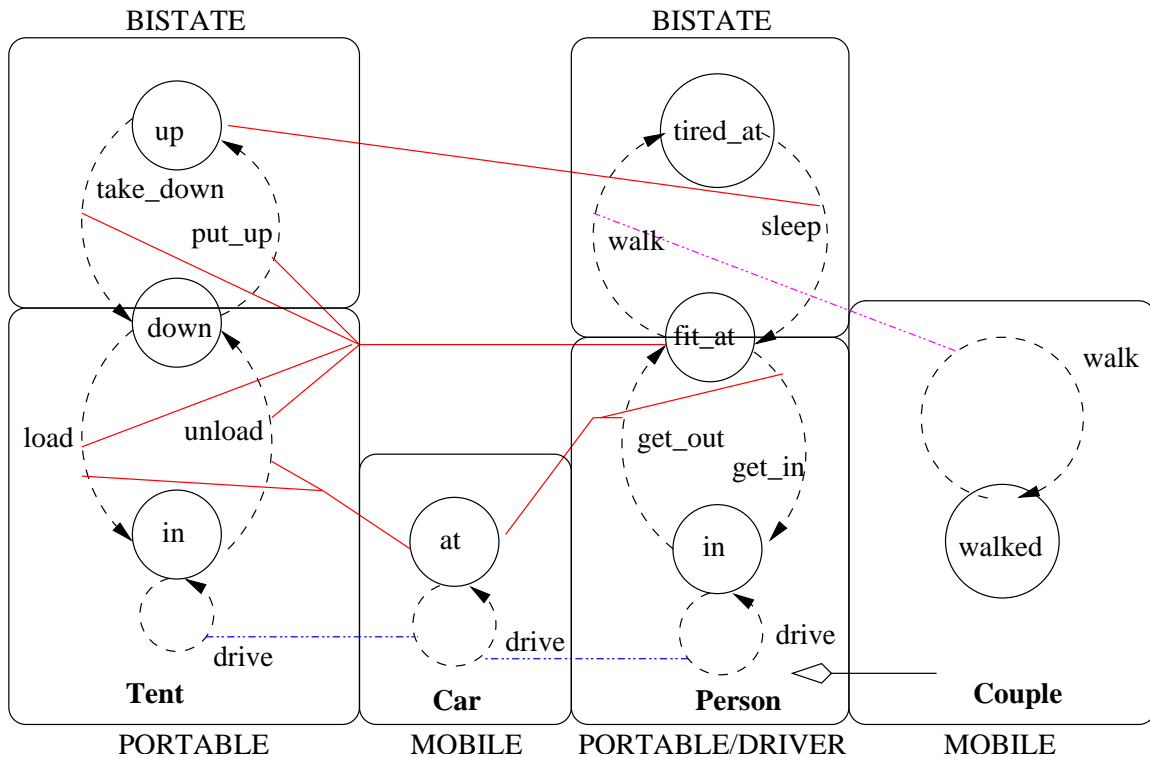 BISTATE
BISTATE
up
tired_at
take_down
put_up
walk
sleep
down
fit_at
walk
load
unload
get_out
get_in
in
at
in
walked
drive
drive
drive
Tent
Car
Person
Couple
PORTABLE
MOBILE
PORTABLE/DRIVER
MOBILE